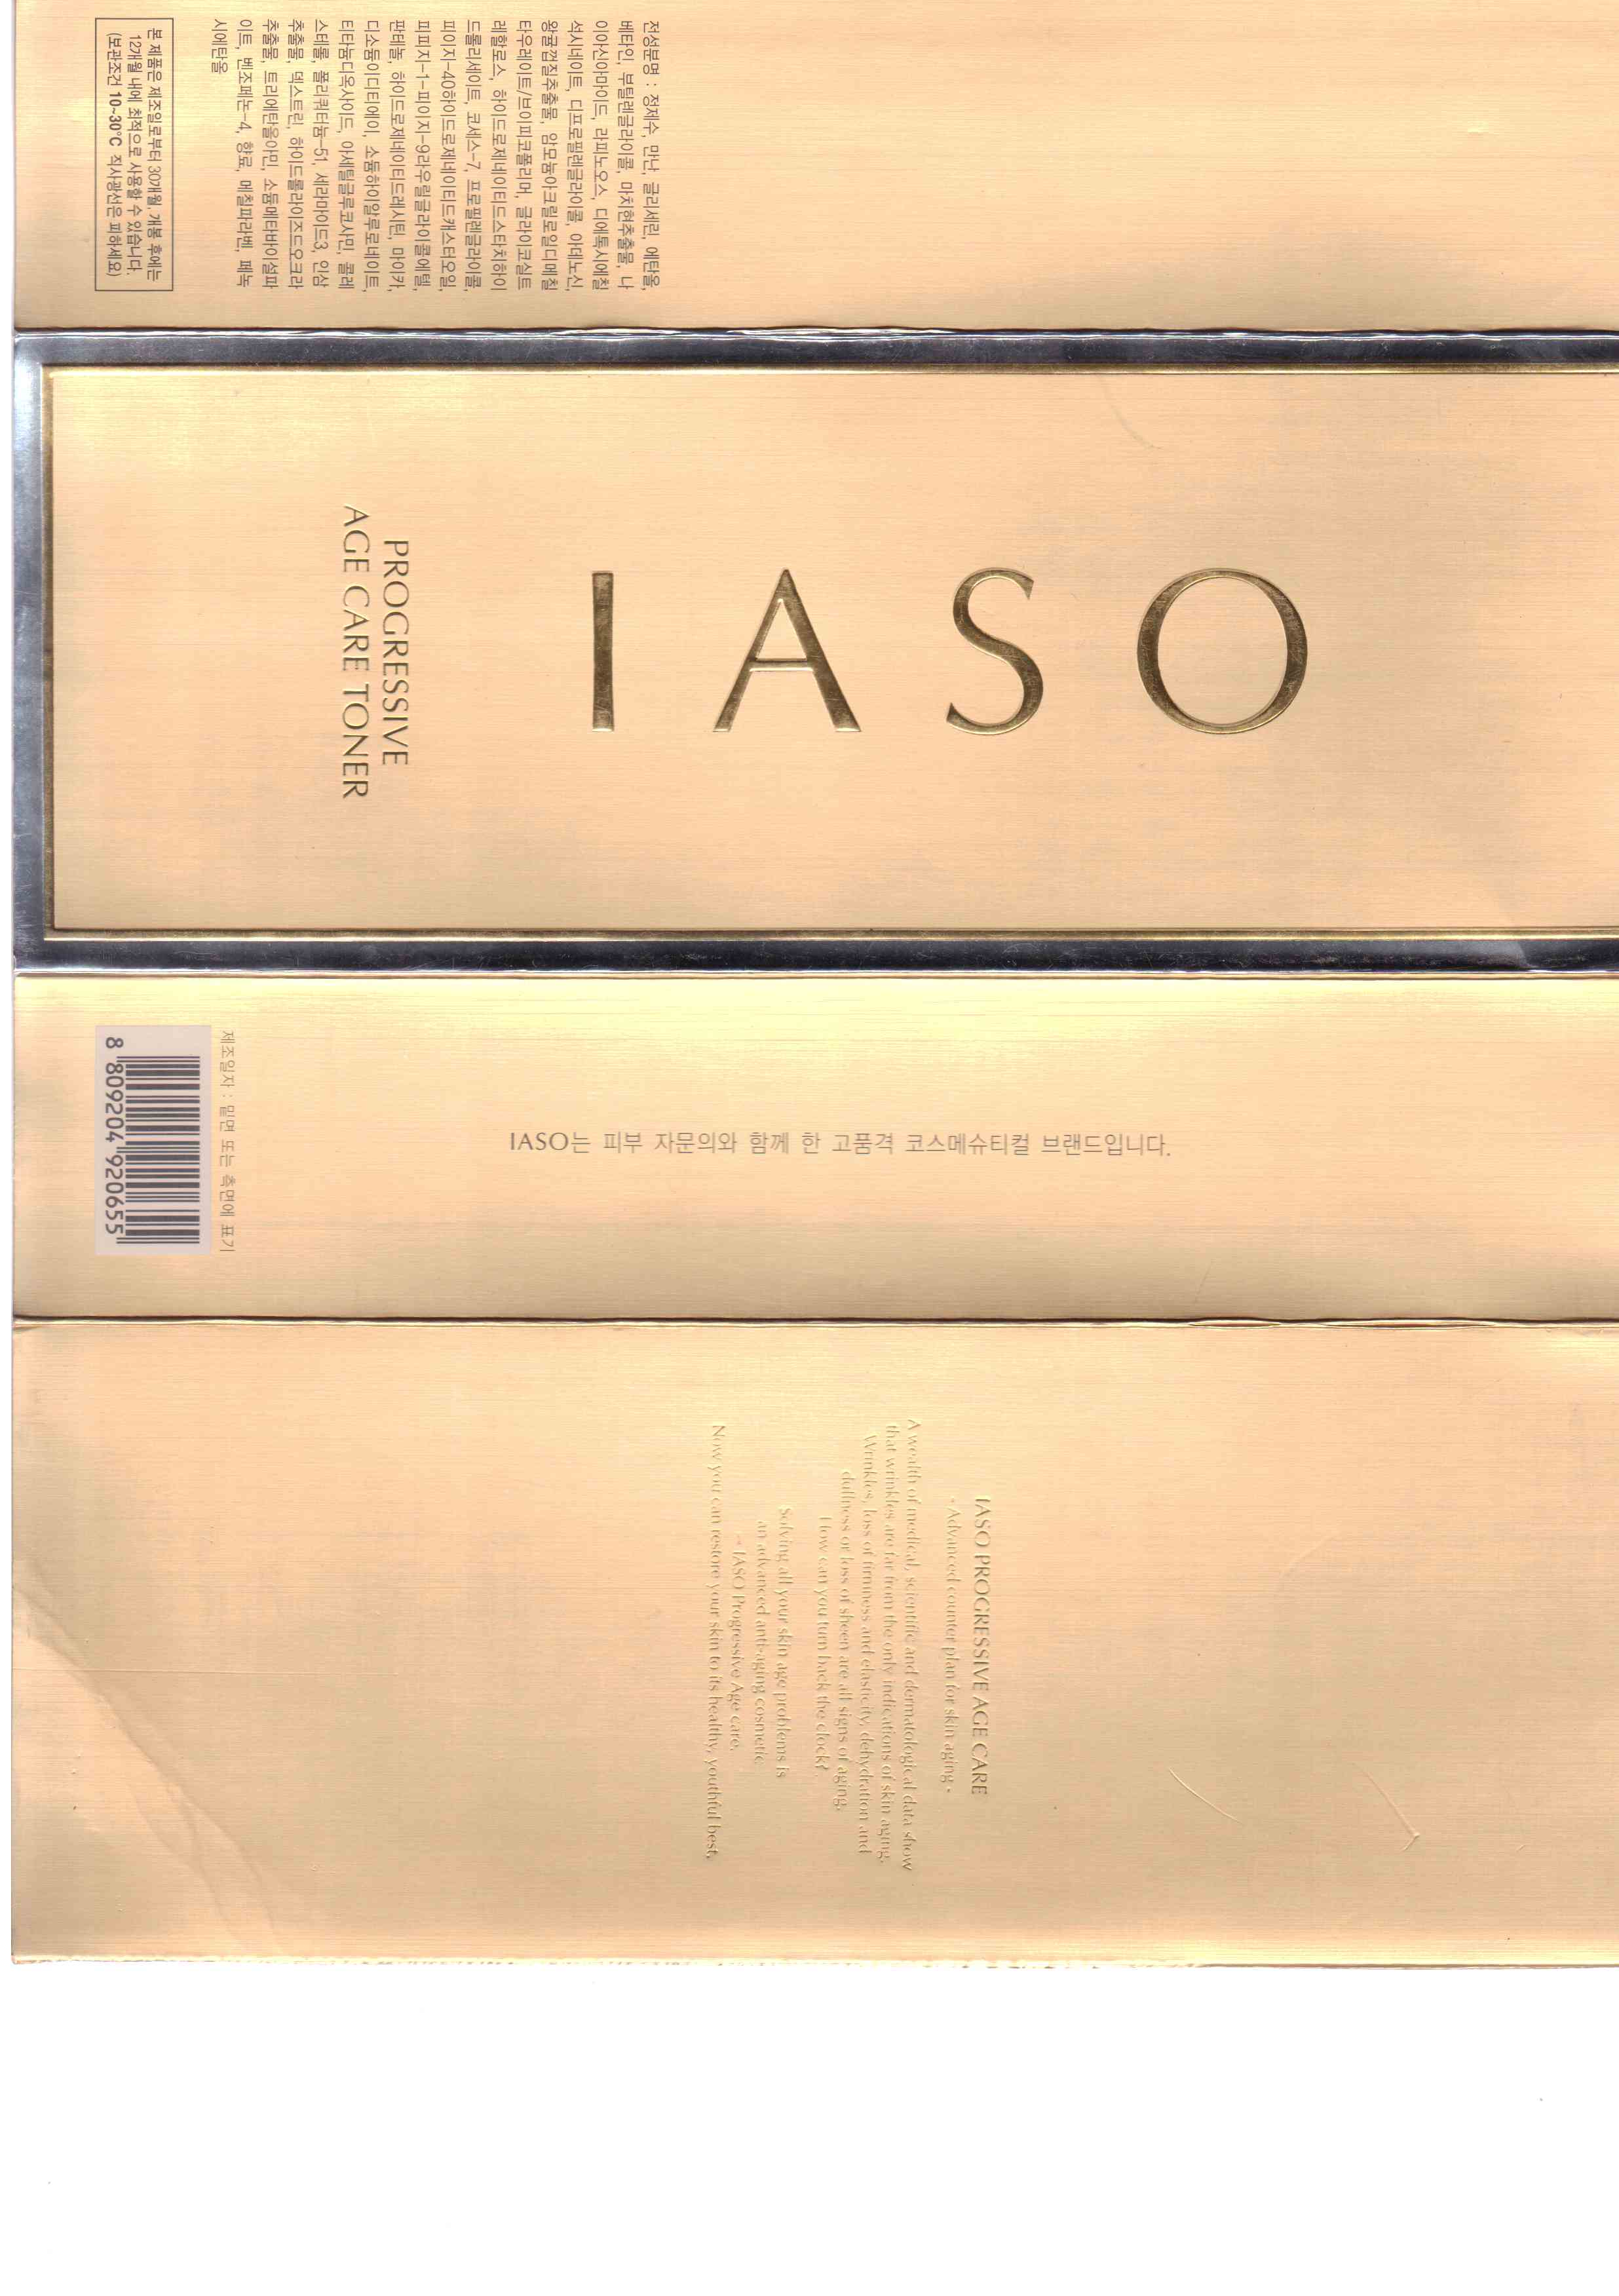 전성분명 : 정제수, 만난, 글리세린, 에탄올,
베타인, 부틸렌글라이콜, 마치현추출물, 나
이아신아마이드, 라피노오스, 디에톡시에칠
석시네이트, 디프로필렌글라이콜, 아데노신,
왕귤껍질추출물, 암모늄아크릴로일디메칠
타우레이트/브이피코폴리머, 글라이코실트
레할로스, 하이드로제네이티드스타치하이
드롤리세이트, 코세스-7, 프로필렌글라이콜,
피이지-40하이드로제네이티드캐스터오일,
피피지-1-피이지-9라우릴글라이콜에텔,
판테놀, 하이드로제네이티드레시틴, 마이카,
디소듐이디티에이, 소듐하이알루로네이트,
티타늄디옥사이드, 아세틸글루코사민, 콜레
스테롤, 폴리쿼터늄-51, 세라마이드3, 인삼
추출물, 덱스트린, 하이드롤라이즈드오크라
추출물, 트리에탄올아민, 소듐메타바이설파
이트, 벤조페논-4, 향료, 메칠파라벤, 페녹
시에탄올
본 제품은 제조일로부터 30개월, 개봉 후에는
12개월 내에 최적으로 사용할 수 있습니다.
(보관조건 10~30°C 직사광선은 피하세요)
IASO
PROGRESSIVE
AGE CARE TONER
IASO는 피부 자문의와 함께 한 고품격 코스메슈티컬 브랜드입니다.
제조일자 : 밑면 또는 측면에 표기
8 809204 920655
IASO PROGRESSIVE AGE CARE
- Advanced counter plan for skin aging -
A wealth of medical, scientific and dermatological data show
that wrinkles are far from the only indications of skin aging.
Wrinkles, loss of firmness and elasticity, dehydration and
dullness or loss of sheen are all signs of aging.
How can you turn back the clock?
Solving all your skin age problems is
an advanced anti-aging cosmetic
- IASO Progressive Age care.
Now you can restore your skin to its healthy, youthful best.